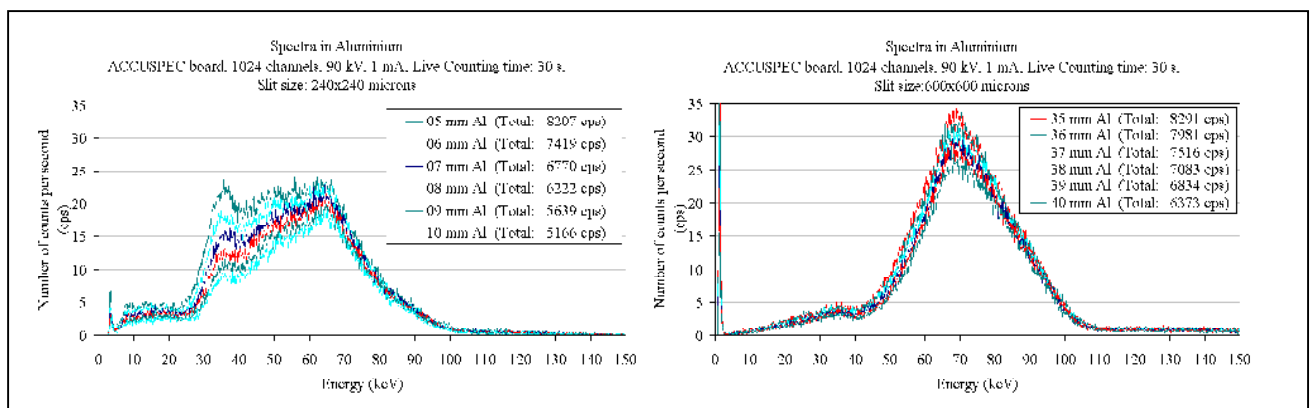 Spectra in Aluminium
ACCUSPEC board, 1024 channels, 90 kV, 1 mA, Live Counting time: 30 s.
Slit size: 240x240 microns
35
30
25
20
15
10
5
0
Number of counts per second
(cps)
05 mm Al (Total: 8207 cps)
06 mm Al (Total: 7419 cps)
07 mm Al (Total: 6770 cps)
08 mm Al (Total: 6222 cps)
09 mm Al (Total: 5639 cps)
10 mm Al (Total: 5166 cps)
0 10 20 30 40 50 60 70 80 90 100 110 120 130 140 150
Energy (keV)
Spectra in Aluminium
ACCUSPEC board, 1024 channels, 90 kV, 1 mA, Live Counting time: 30 s.
Slit size:600x600 microns
35
30
25
20
15
10
5
0
Number of counts per second
(cps)
35 mm Al (Total: 8291 cps)
36 mm Al (Total: 7981 cps)
37 mm Al (Total: 7516 cps)
38 mm Al (Total: 7083 cps)
39 mm Al (Total: 6834 cps)
40 mm Al (Total: 6373 cps)
0 10 20 30 40 50 60 70 80 90 100 110 120 130 140 150
Energy (keV)